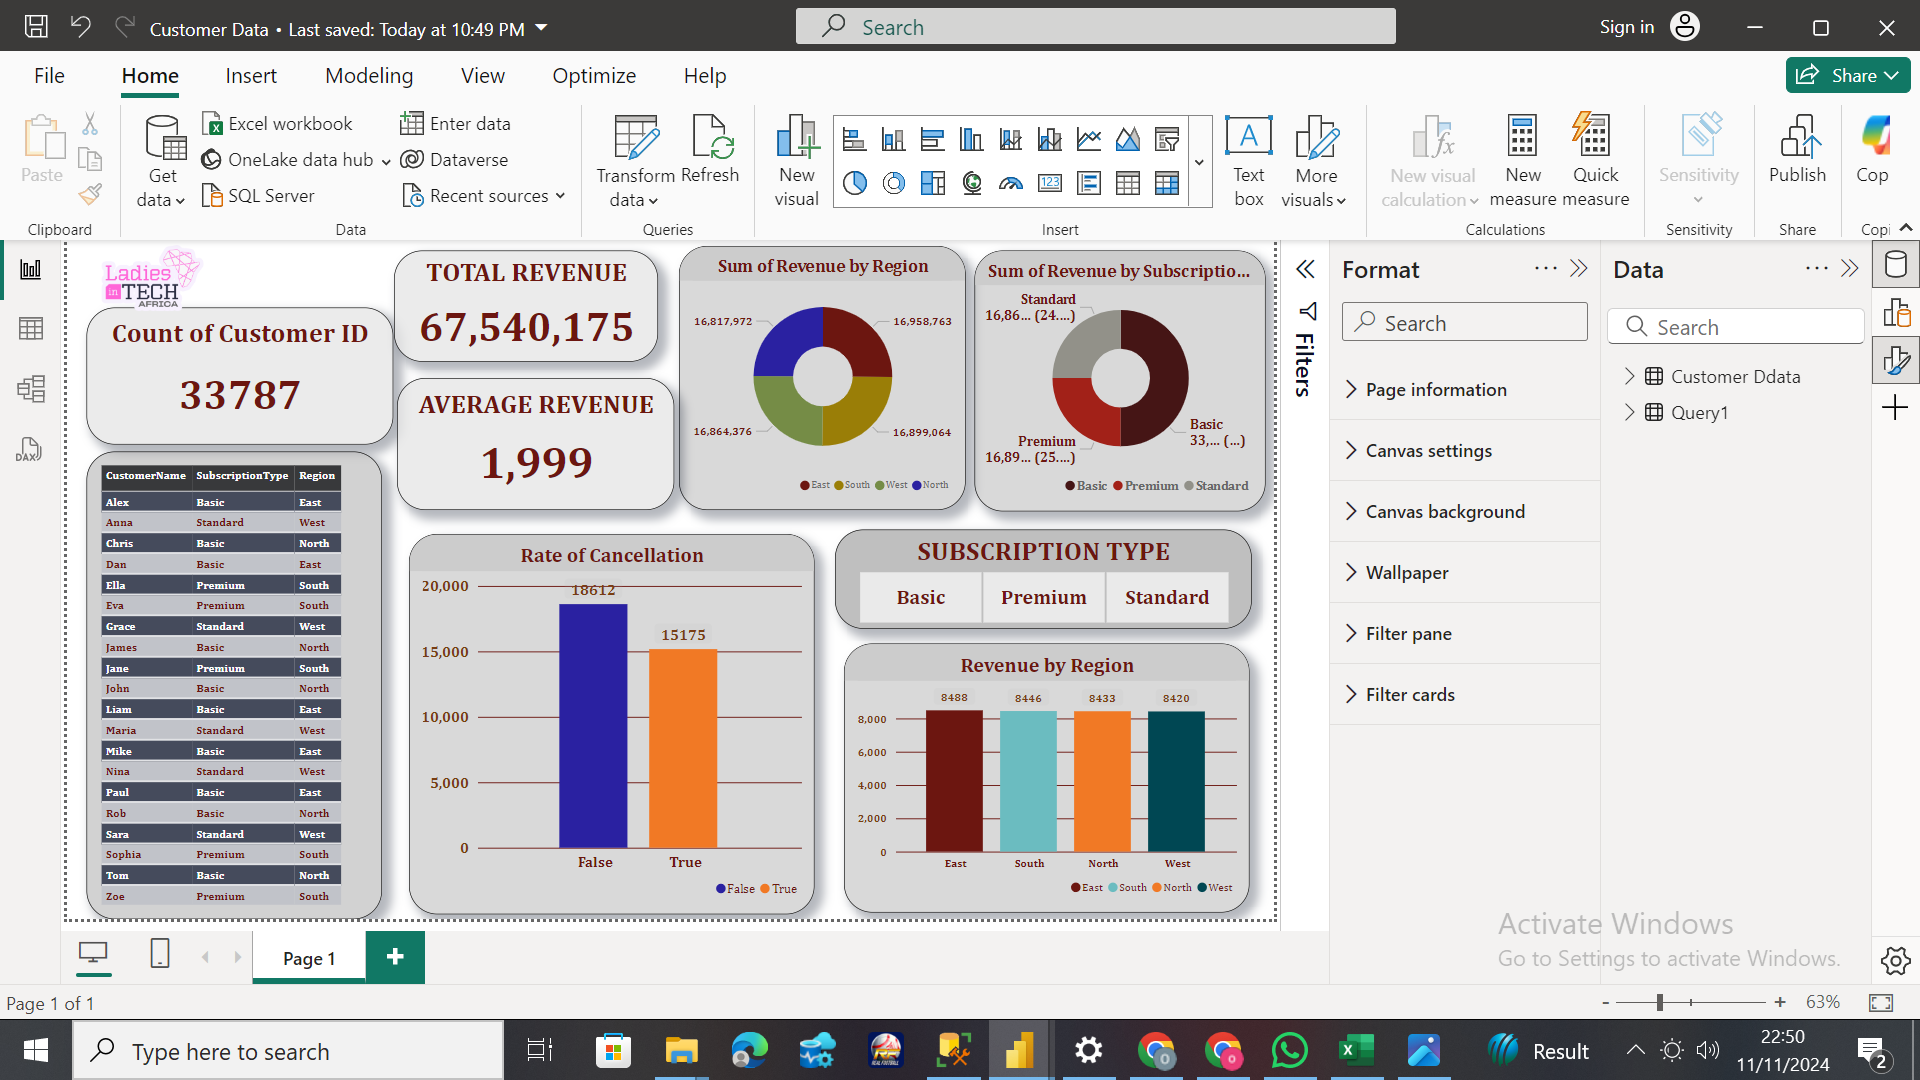 Customer Data • Last saved: Today at 10:49 PM
Search
Sign in
File
Home
Insert
Modeling
View
Optimize
Help
Share
Paste
Clipboard
Get data
Excel workbook
OneLake data hub
SQL Server
Enter data
Dataverse
Recent sources
Data
Transform data
Refresh
Queries
New visual
123
A
Text box
More visuals
Insert
New visual calculation
New measure
Quick measure
Calculations
Sensitivity
Sensitivity
Publish
Share
Cop
Copi
DAX
Ladies
in TECH
AFRICA
Count of Customer ID
33787
TOTAL REVENUE
67,540,175
AVERAGE REVENUE
1,999
Sum of Revenue by Region
16,817,972
16,958,763
16,864,376
16,899,064
East South West North
Sum of Revenue by Subscriptio...
Standard
16,86... (24....)
Premium
16,89... (25....)
Basic
33,... (...)
Basic Premium Standard
CustomerName SubscriptionType Region
Alex Basic East
Anna Standard West
Chris Basic North
Dan Basic East
Ella Premium South
Eva Premium South
Grace Standard West
James Basic North
Jane Premium South
John Basic North
Liam Basic East
Maria Standard West
Mike Basic East
Nina Standard West
Paul Basic East
Rob Basic North
Sara Standard West
Sophia Premium South
Tom Basic North
Zoe Premium South
Rate of Cancellation
20,000
15,000
10,000
5,000
0
18612
15175
False True
False True
SUBSCRIPTION TYPE
Basic Premium Standard
Revenue by Region
8488 8446 8433 8420
8,000
6,000
4,000
2,000
0
East South North West
East South North West
Filters
Format
Search
Page information
Canvas settings
Canvas background
Wallpaper
Filter pane
Filter cards
Data
Search
Customer Ddata
Query1
Activate Windows
Go to Settings to activate Windows.
Page 1
Page 1 of 1
- + 63%
Type here to search
Result
22:50
11/11/2024
2